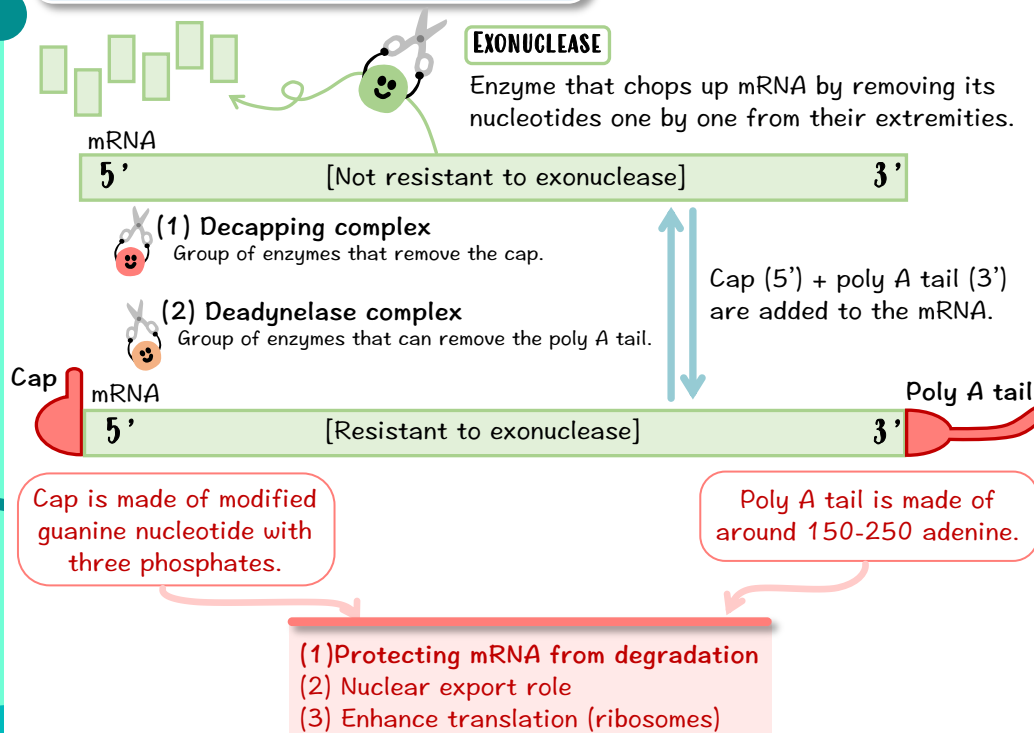 EXONUCLEASE
Enzyme that chops up mRNA by removing its
nucleotides one by one from their extremities.
mRNA
5' [Not resistant to exonuclease] 3'
(1) Decapping complex
Group of enzymes that remove the cap.
(2) Deadynelase complex
Group of enzymes that can remove the poly A tail.
Cap (5') + poly A tail (3')
are added to the mRNA.
Cap
mRNA
Poly A tail
5' [Resistant to exonuclease] 3'
Cap is made of modified
guanine nucleotide with
three phosphates.
Poly A tail is made of
around 150-250 adenine.
(1)Protecting mRNA from degradation
(2) Nuclear export role
(3) Enhance translation (ribosomes)